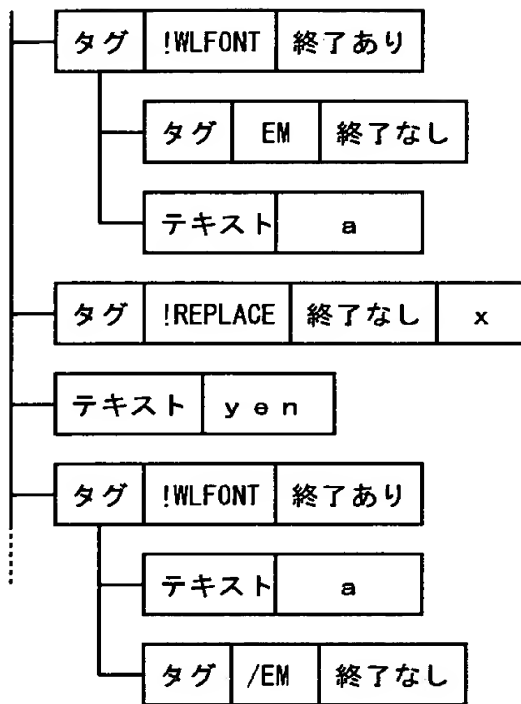 タグ !WLFONT 終了あり
タグ EM 終了なし
テキスト a
タグ !REPLACE 終了なし x
テキスト yen
タグ !WLFONT 終了あり
テキスト a
タグ /EM 終了なし